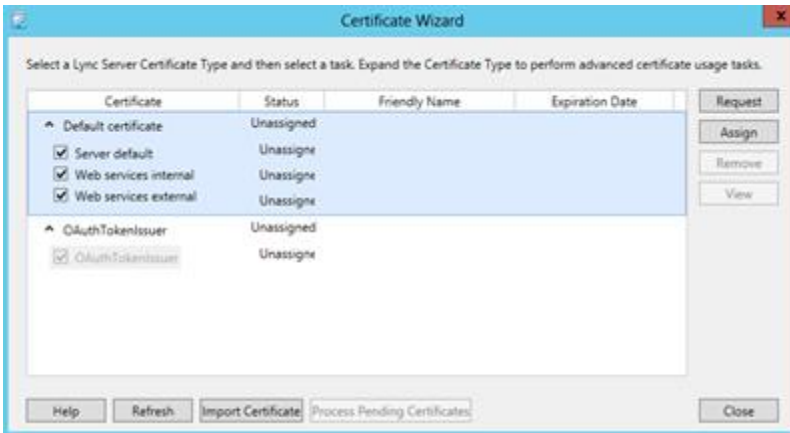 Certificate Wizard
x
Select a Lync Server Certificate Type and then select a task. Expand the Certificate Type to perform advanced certificate usage tasks.
Certificate Status Friendly Name Expiration Date
Default certificate Unassigned
Server default Unassigne
Web services internal Unassigne
Web services external Unassigne
OAuthTokenIssuer Unassigned
OAuthTokenIssuer Unassigne
Request
Assign
Remove
View
Help Refresh Import Certificate Process Pending Certificates Close